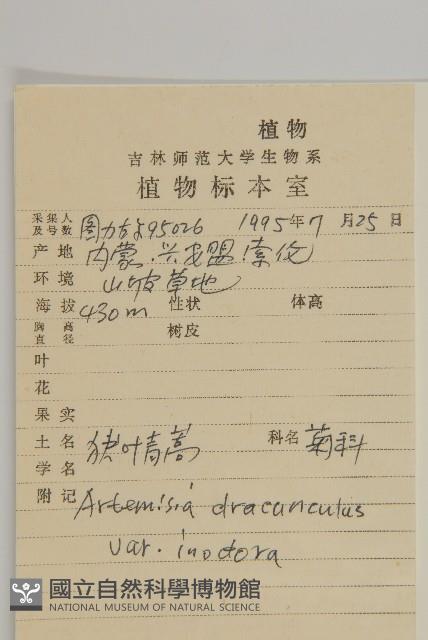 植物
吉林师范大学生物系
植物标本室
采集人及号数 图力古尔95026 1995年7月25日
产地 内蒙.兴安盟索伦
环境 山坡草地
海拔 430m 性状 体高
胸高直径 树皮
叶
花
果实
土名 叶青蒿 科名 菊科
学名
附记 Artemisia dracunculus
var. inodora
國立自然科學博物館
NATIONAL MUSEUM OF NATURAL SCIENCE